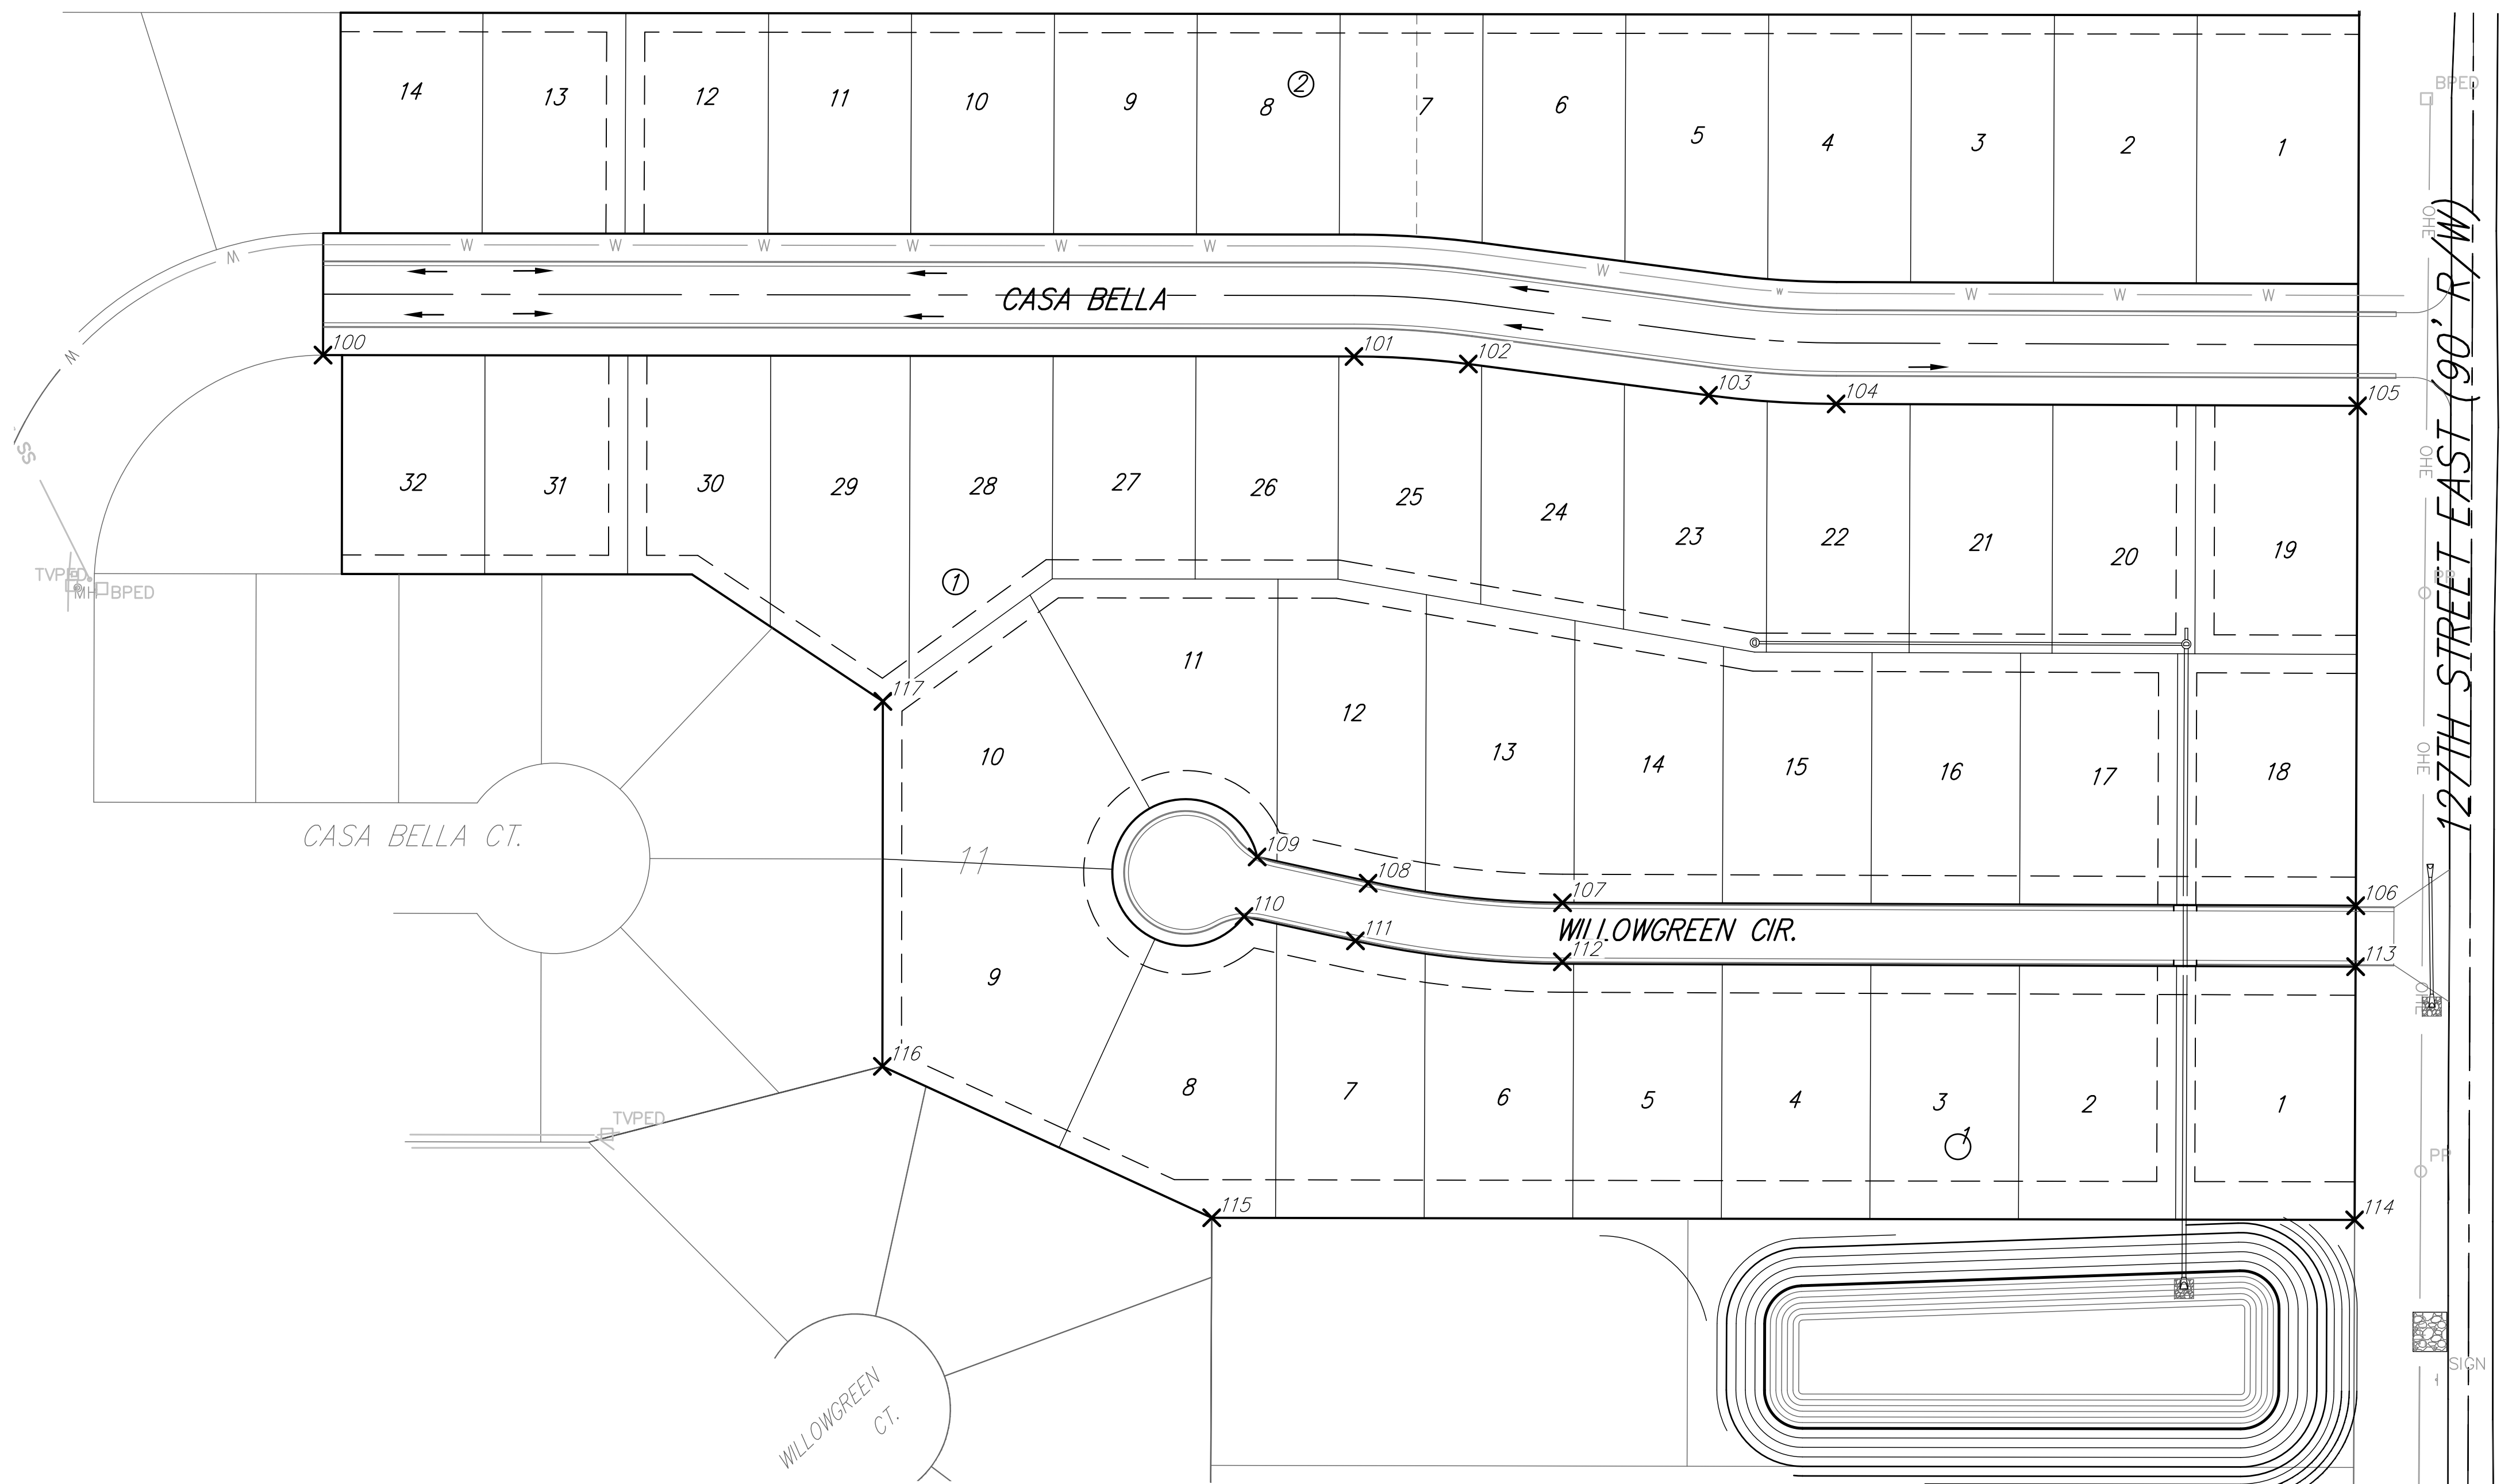 BPED
14 13 12 11 10 9 8 2 7 6 5 4 3 2 1
OHE
W W W W W W W
W W W W W W
CASA BELLA
100 101 102 103 104 105
W
SS
OHE
127TH STREET EAST (90' R/W)
32 31 30 29 28 27 26 25 24 23 22 21 20 19
TVPED
MH BPED
1
PP
117
11 12 13 14 15 16 17 18
10
OHE
CASA BELLA CT.
11
109 108 107 106
110 111 112 113
WILLOWGREEN CIR.
9
OHE
116
8 7 6 5 4 3 2 1
1
TVPED
PP
115 114
SIGN
WILLOWGREEN
CT.